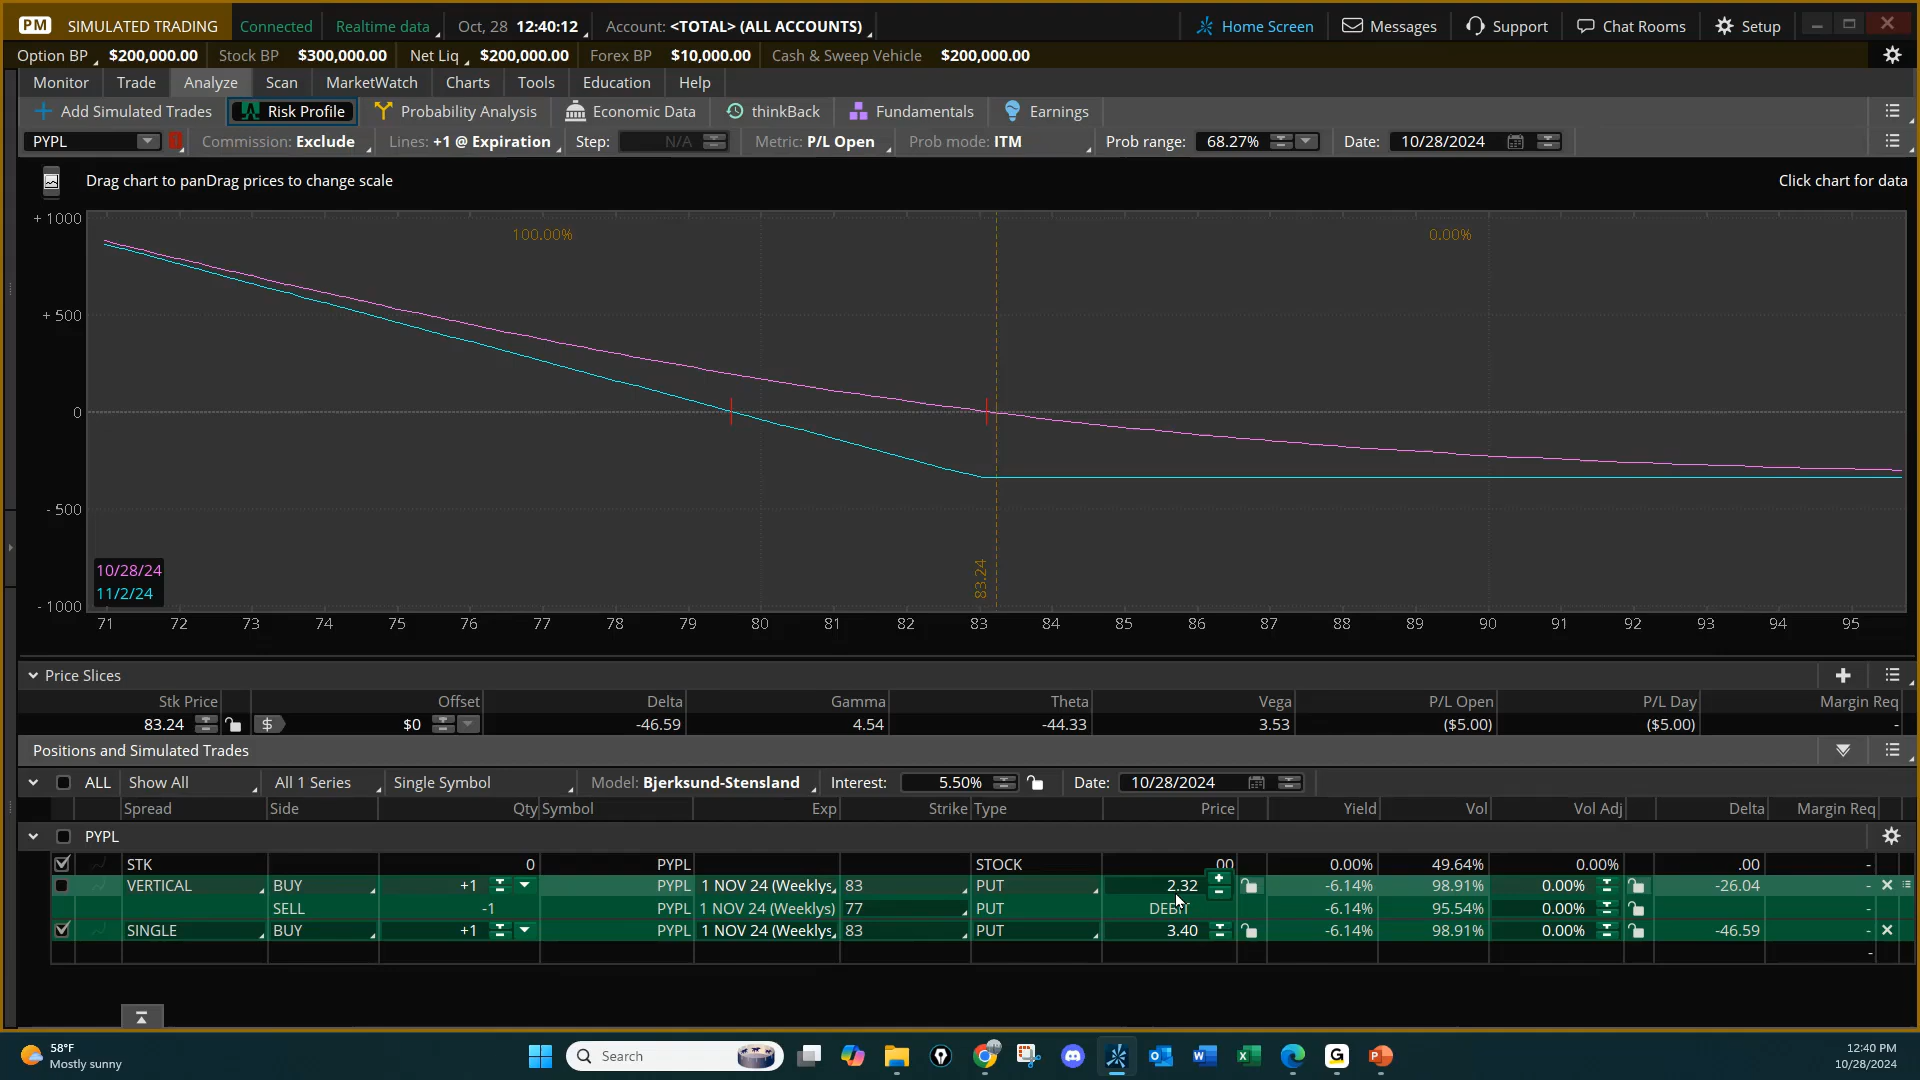 PM SIMULATED TRADING Connected Realtime data Oct, 28 12:40:12 Account: <TOTAL> (ALL ACCOUNTS) Home Screen Messages Support Chat Rooms Setup
Option BP $200,000.00 Stock BP $300,000.00 Net Liq $200,000.00 Forex BP $10,000.00 Cash & Sweep Vehicle $200,000.00
Monitor Trade Analyze Scan MarketWatch Charts Tools Education Help
Add Simulated Trades Risk Profile Probability Analysis Economic Data thinkBack Fundamentals Earnings
PYPL Commission: Exclude Lines: +1 @ Expiration Step: N/A Metric: P/L Open Prob mode: ITM Prob range: 68.27% Date: 10/28/2024
Drag chart to panDrag prices to change scale Click chart for data
+ 1000
100.00% 0.00%
+ 500
0
- 500
83.24
10/28/24
11/2/24
- 1000
71 72 73 74 75 76 77 78 79 80 81 82 83 84 85 86 87 88 89 90 91 92 93 94 95
Price Slices
Stk Price Offset Delta Gamma Theta Vega P/L Open P/L Day Margin Req
83.24 $ $0 -46.59 4.54 -44.33 3.53 ($5.00) ($5.00) -
Positions and Simulated Trades
ALL Show All All 1 Series Single Symbol Model: Bjerksund-Stensland Interest: 5.50% Date: 10/28/2024
Spread Side Qty Symbol Exp Strike Type Price Yield Vol Vol Adj Delta Margin Req
PYPL
STK 0 PYPL STOCK .00 0.00% 49.64% 0.00% .00 -
VERTICAL BUY +1 PYPL 1 NOV 24 (Weeklys 83 PUT 2.32 -6.14% 98.91% 0.00% -26.04 -
SELL -1 PYPL 1 NOV 24 (Weeklys) 77 PUT DEBIT -6.14% 95.54% 0.00% -
SINGLE BUY +1 PYPL 1 NOV 24 (Weeklys 83 PUT 3.40 -6.14% 98.91% 0.00% -46.59 -
-
58°F
Mostly sunny
Search
12:40 PM
10/28/2024